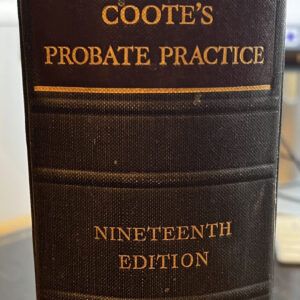 COOTE'S
PROBATE PRACTICE
NINETEENTH
EDITION